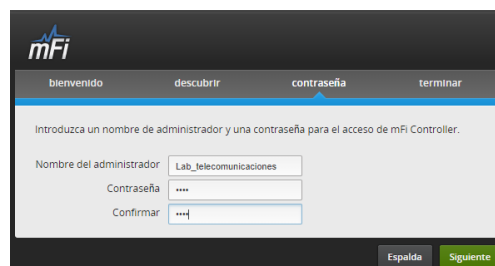 mFi
bienvenido descubrir contraseña terminar
Introduzca un nombre de administrador y una contraseña para el acceso de mFi Controller.
Nombre del administrador Lab_telecomunicaciones
Contraseña ••••
Confirmar ••••
Espalda Siguiente